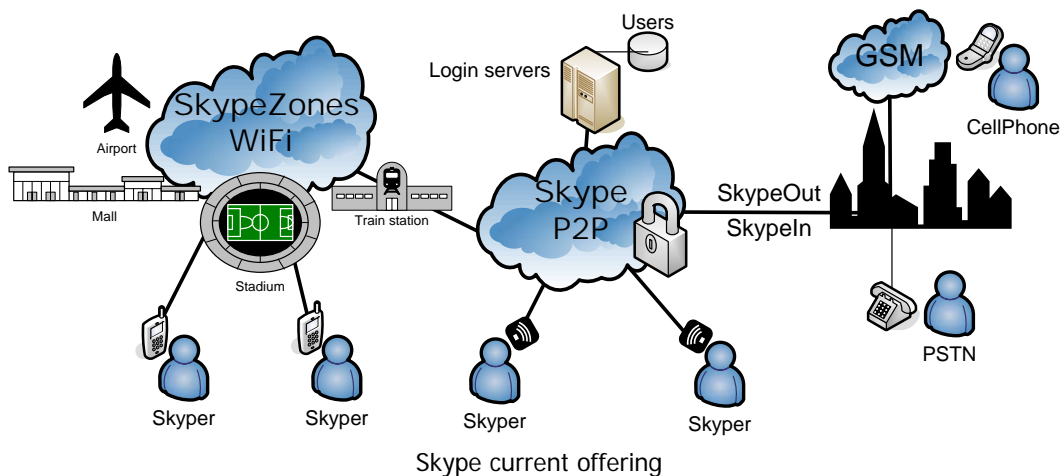 Users
Login servers
GSM
CellPhone
SkypeZones
WiFi
Airport
Mall
Train station
Stadium
Skype
P2P
SkypeOut
SkypeIn
PSTN
Skyper
Skyper
Skyper
Skyper
Skype current offering